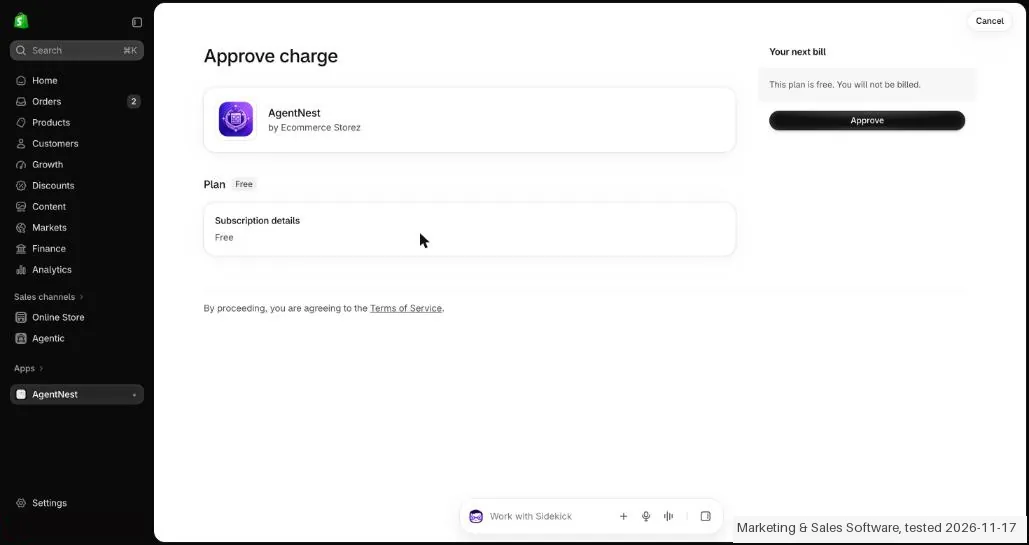 Search ⌘K
Home
Orders 2
Products
Customers
Growth
Discounts
Content
Markets
Finance
Analytics
Sales channels
Online Store
Agentic
Apps
AgentNest
Settings
Cancel
Approve charge
AgentNest
by Ecommerce Storez
Plan Free
Subscription details
Free
By proceeding, you are agreeing to the Terms of Service.
Your next bill
This plan is free. You will not be billed.
Approve
Work with Sidekick
Marketing & Sales Software, tested 2026-11-17